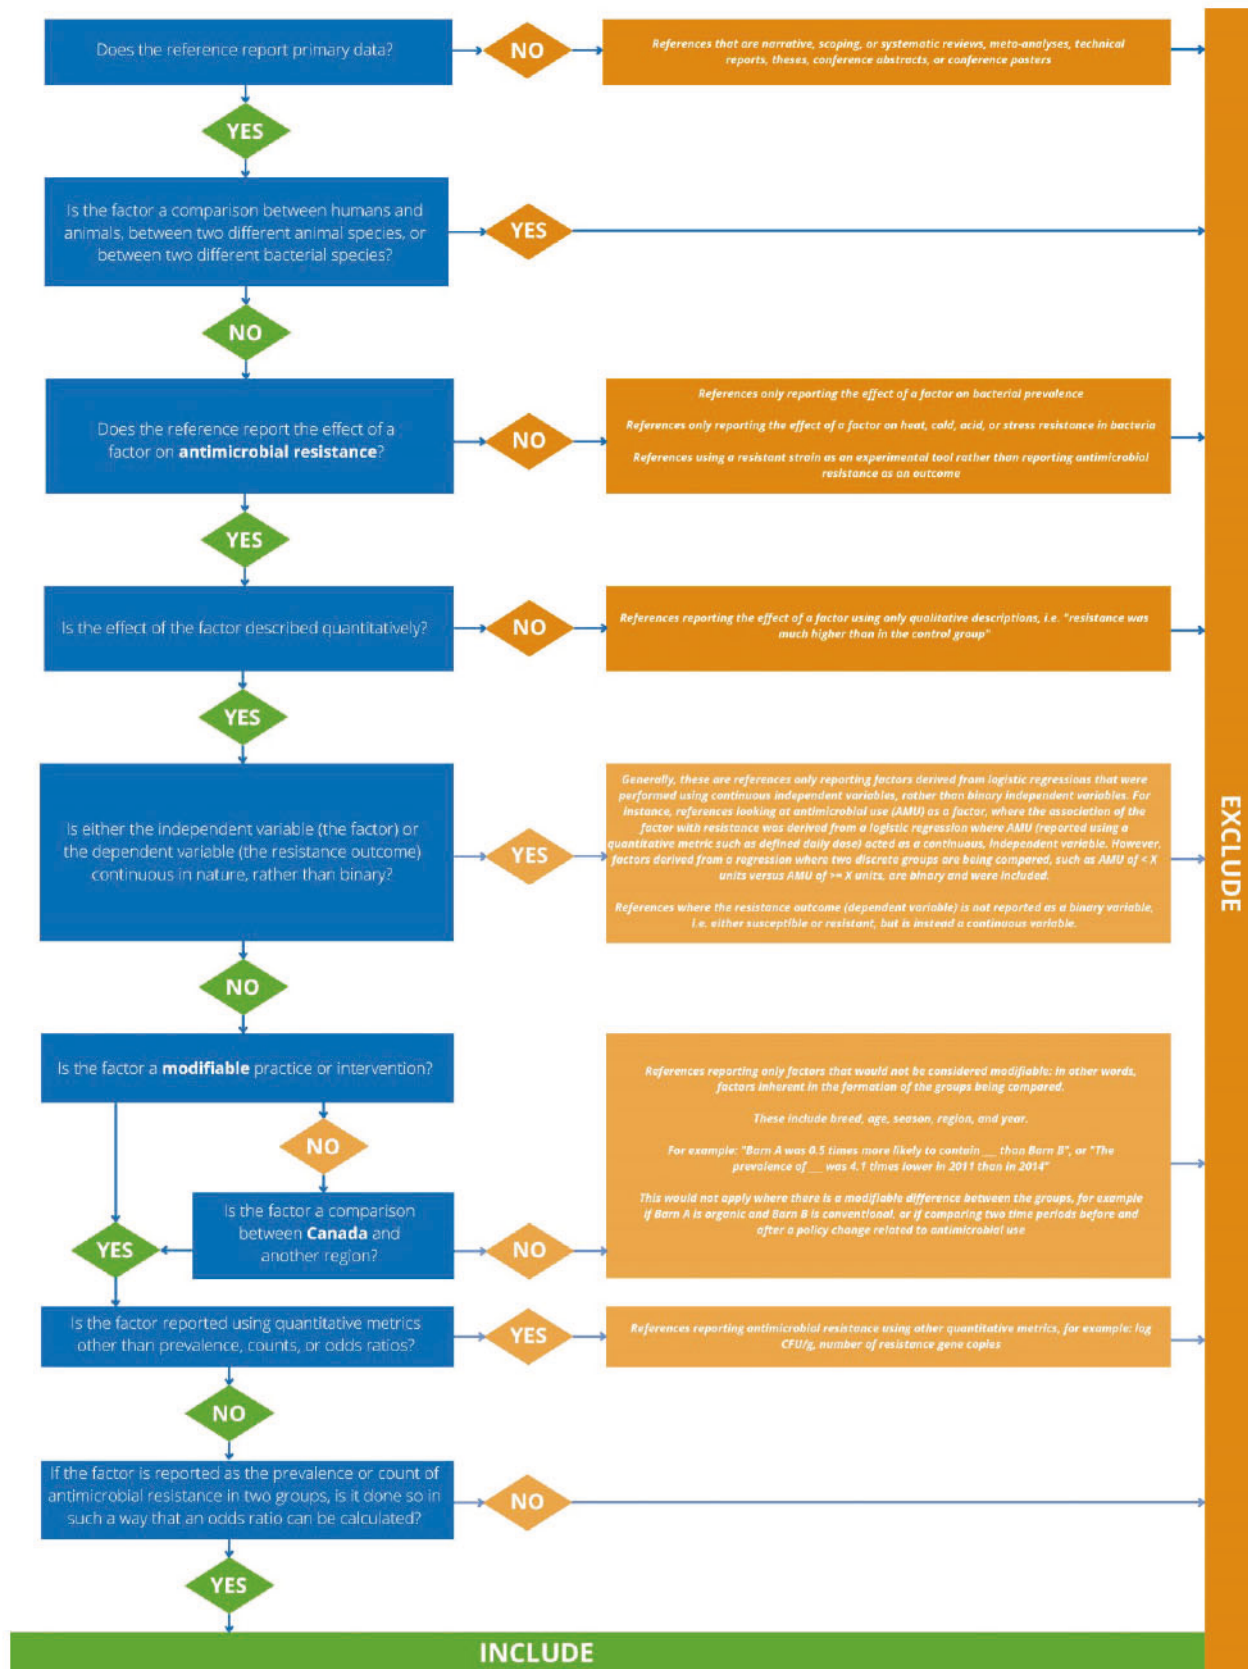 Does the reference report primary data?
NO
References that are narrative, scoping, or systematic reviews, meta-analyses, technical
reports, theses, conference abstracts, or conference posters
YES
Is the factor a comparison between humans and
animals, between two different animal species, or
between two different bacterial species?
YES
NO
Does the reference report the effect of a
factor on antimicrobial resistance?
NO
References only reporting the effect of a factor on bacterial prevalence
References only reporting the effect of a factor on heat, cold, acid, or stress resistance in bacteria
References using a resistant strain as an experimental tool rather than reporting antimicrobial
resistance as an outcome
YES
Is the effect of the factor described quantitatively?
NO
References reporting the effect of a factor using only qualitative descriptions, i.e. "resistance was
much higher than in the control group"
YES
Is either the independent variable (the factor) or
the dependent variable (the resistance outcome)
continuous in nature, rather than binary?
YES
Generally, these are references only reporting factors derived from logistic regressions that were
performed using continuous independent variables, rather than binary independent variables. For
instance, references looking at antimicrobial use (AMU) as a factor, where the association of the
factor with resistance was derived from a logistic regression where AMU (reported using a
quantitative metric such as defined daily dose) acted as a continuous, independent variable. However,
factors derived from a regression where two discrete groups are being compared, such as AMU of < X
units versus AMU of >= X units, are binary and were included.
References where the resistance outcome (dependent variable) is not reported as a binary variable,
i.e. either susceptible or resistant, but is instead a continuous variable.
EXCLUDE
NO
Is the factor a modifiable practice or intervention?
NO
Is the factor a comparison
between Canada and
another region?
YES
NO
References reporting only factors that would not be considered modifiable: in other words,
factors inherent in the formation of the groups being compared.
These include breed, age, season, region, and year.
For example: "Barn A was 0.5 times more likely to contain ___ than Barn B", or "The
prevalence of ___ was 4.1 times lower in 2011 than in 2014"
This would not apply where there is a modifiable difference between the groups, for example
if Barn A is organic and Barn B is conventional, or if comparing two time periods before and
after a policy change related to antimicrobial use
Is the factor reported using quantitative metrics
other than prevalence, counts, or odds ratios?
YES
References reporting antimicrobial resistance using other quantitative metrics, for example: log
CFU/g, number of resistance gene copies
NO
If the factor is reported as the prevalence or count of
antimicrobial resistance in two groups, is it done so in
such a way that an odds ratio can be calculated?
NO
YES
INCLUDE